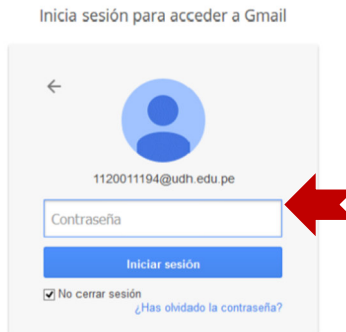 Inicia sesión para acceder a Gmail
1120011194@udh.edu.pe
Contraseña
Iniciar sesión
No cerrar sesión
¿Has olvidado la contraseña?